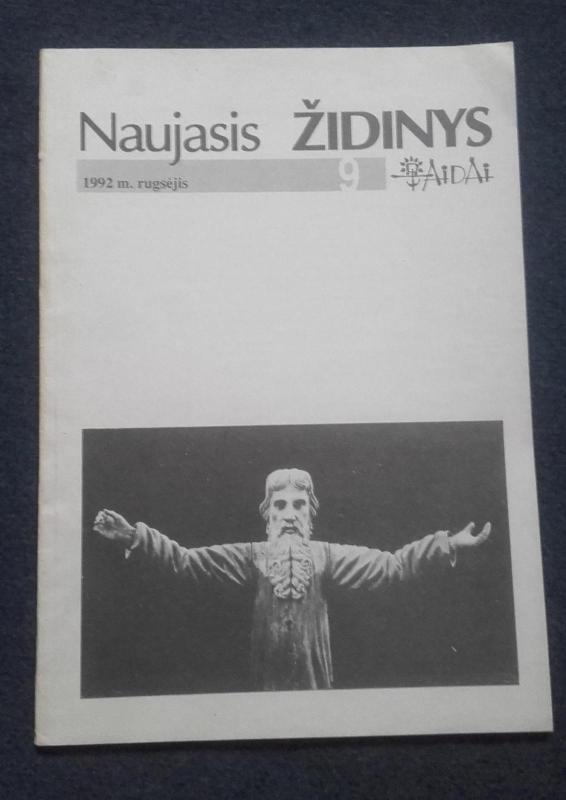 Naujasis ŽIDINYS
1992 m. rugsėjis 9 AiDAi